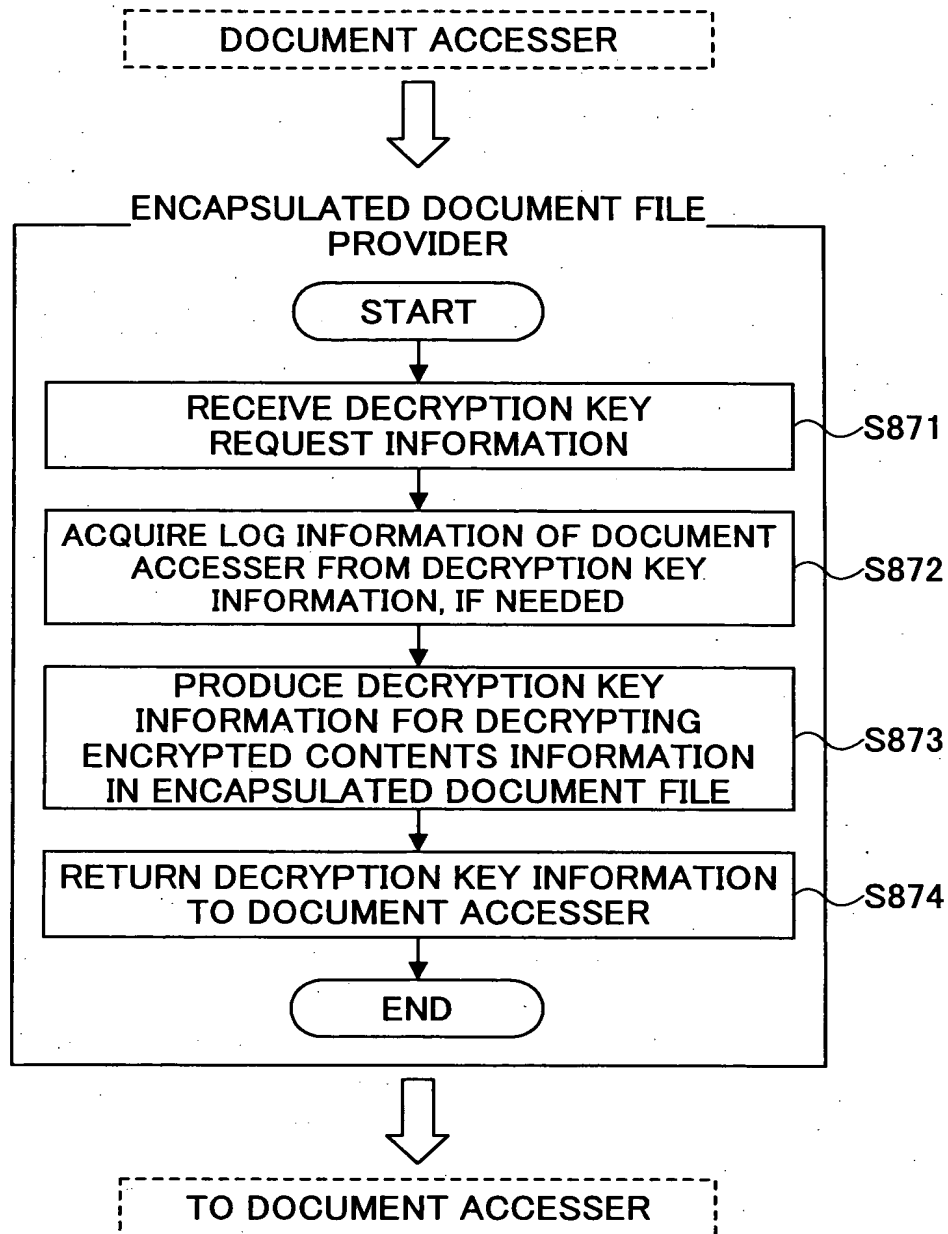 DOCUMENT ACCESSER
ENCAPSULATED DOCUMENT FILE
PROVIDER
START
RECEIVE DECRYPTION KEY
REQUEST INFORMATION
S871
ACQUIRE LOG INFORMATION OF DOCUMENT
ACCESSER FROM DECRYPTION KEY
INFORMATION, IF NEEDED
S872
PRODUCE DECRYPTION KEY
INFORMATION FOR DECRYPTING
ENCRYPTED CONTENTS INFORMATION
IN ENCAPSULATED DOCUMENT FILE
S873
RETURN DECRYPTION KEY INFORMATION
TO DOCUMENT ACCESSER
S874
END
TO DOCUMENT ACCESSER